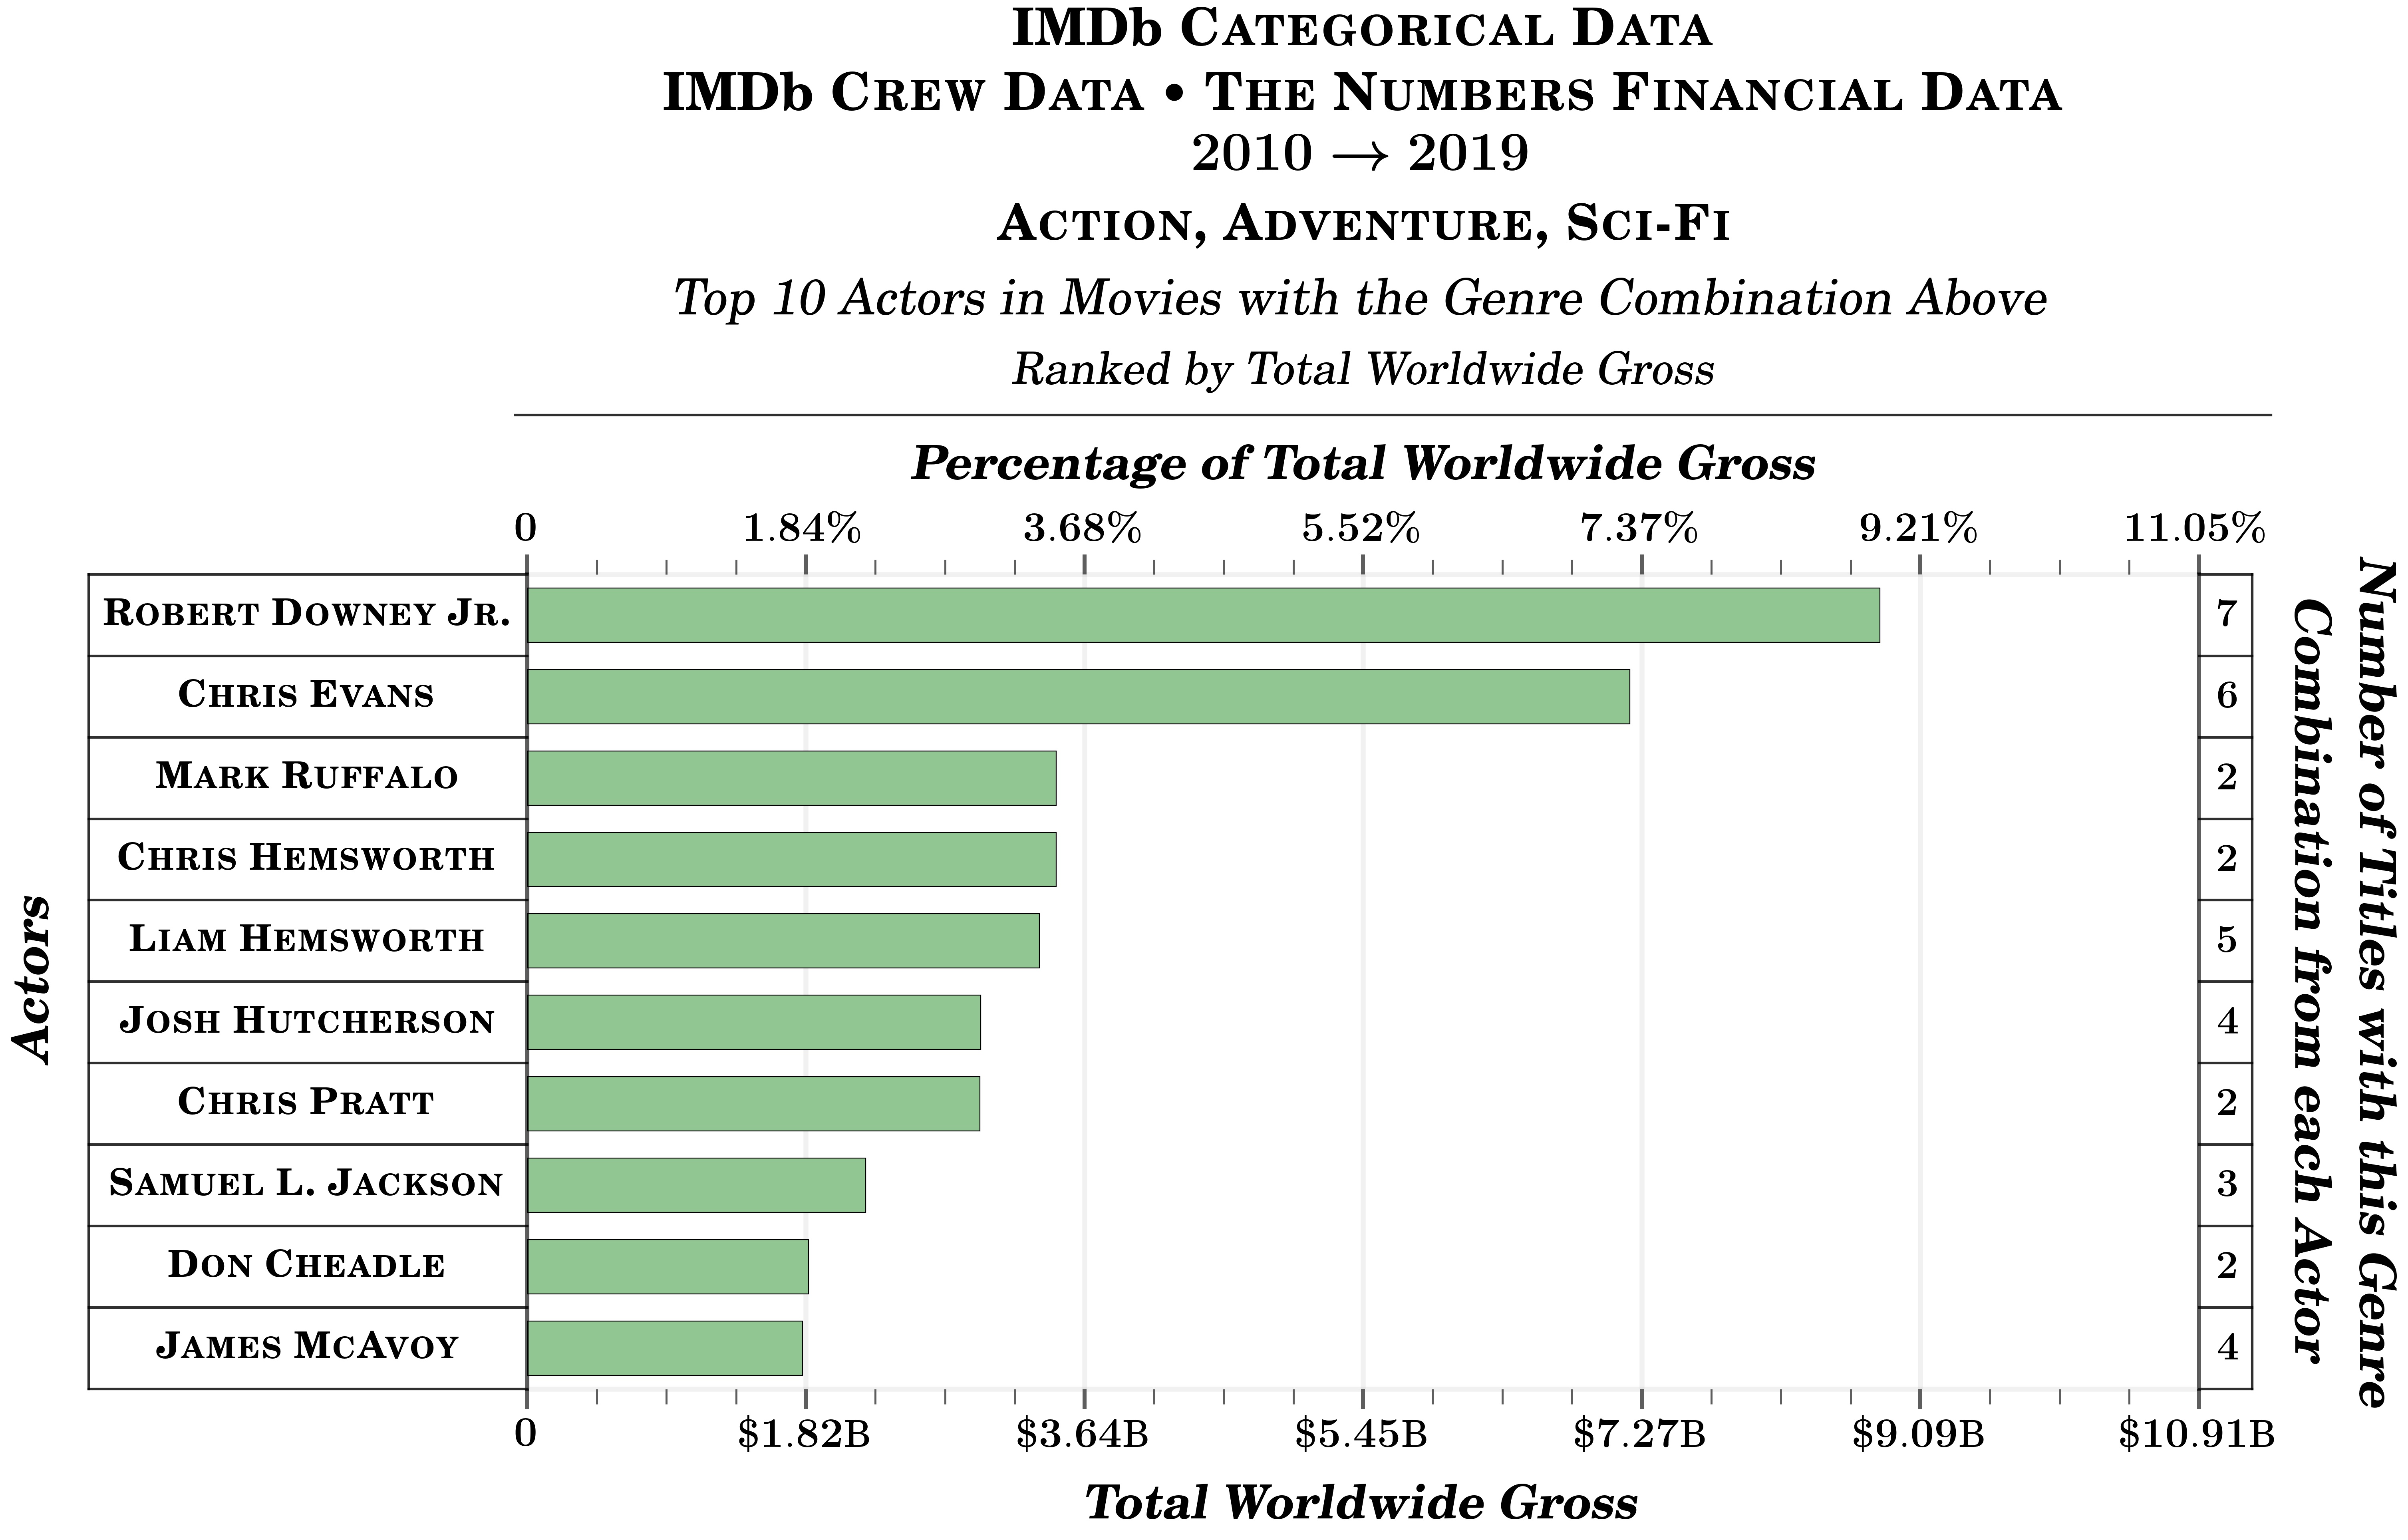 IMDb Categorical Data
IMDb Crew Data • The Numbers Financial Data
2010 → 2019
Action, Adventure, Sci-Fi
Top 10 Actors in Movies with the Genre Combination Above
Ranked by Total Worldwide Gross
Percentage of Total Worldwide Gross
0 1.84% 3.68% 5.52% 7.37% 9.21% 11.05%
Robert Downey Jr. 7
Chris Evans 6
Mark Ruffalo 2
Chris Hemsworth 2
Liam Hemsworth 5
Josh Hutcherson 4
Chris Pratt 2
Samuel L. Jackson 3
Don Cheadle 2
James McAvoy 4
0 $1.82B $3.64B $5.45B $7.27B $9.09B $10.91B
Total Worldwide Gross
Actors
Number of Titles with this Genre
Combination from each Actor